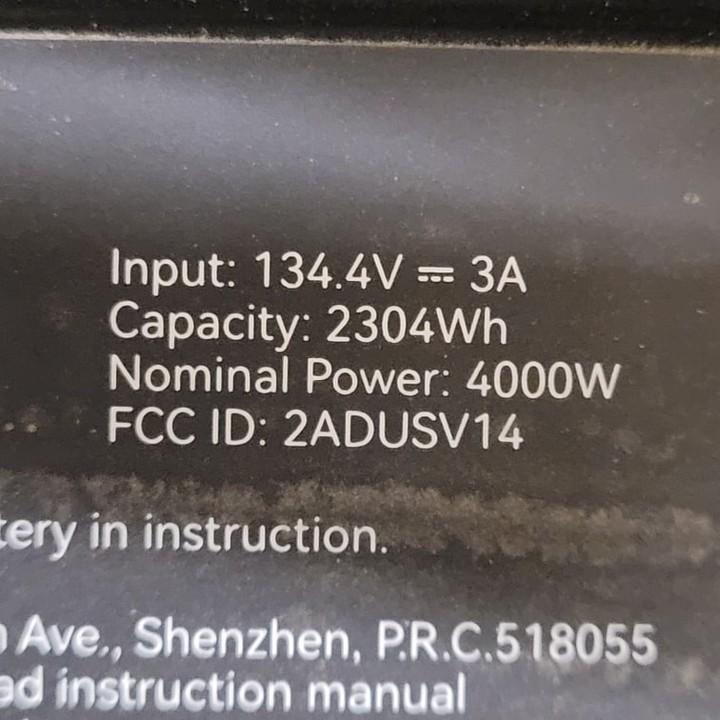 Input: 134.4V ⎓ 3A
Capacity: 2304Wh
Nominal Power: 4000W
FCC ID: 2ADUSV14
tery in instruction.
Ave., Shenzhen, P.R.C.518055
ad instruction manual